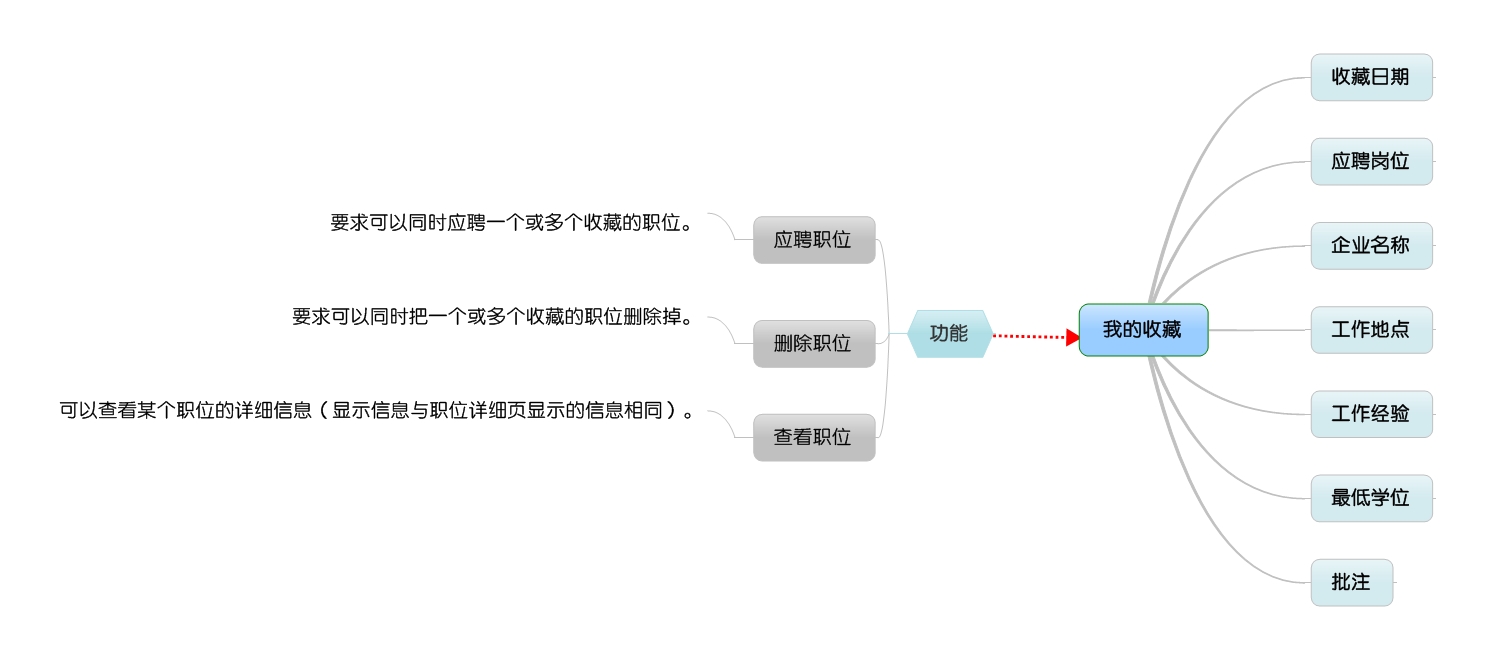 收藏日期
应聘岗位
企业名称
工作地点
工作经验
最低学位
批注
我的收藏
功能
应聘职位
要求可以同时应聘一个或多个收藏的职位。
删除职位
要求可以同时把一个或多个收藏的职位删除掉。
查看职位
可以查看某个职位的详细信息（显示信息与职位详细页显示的信息相同）。